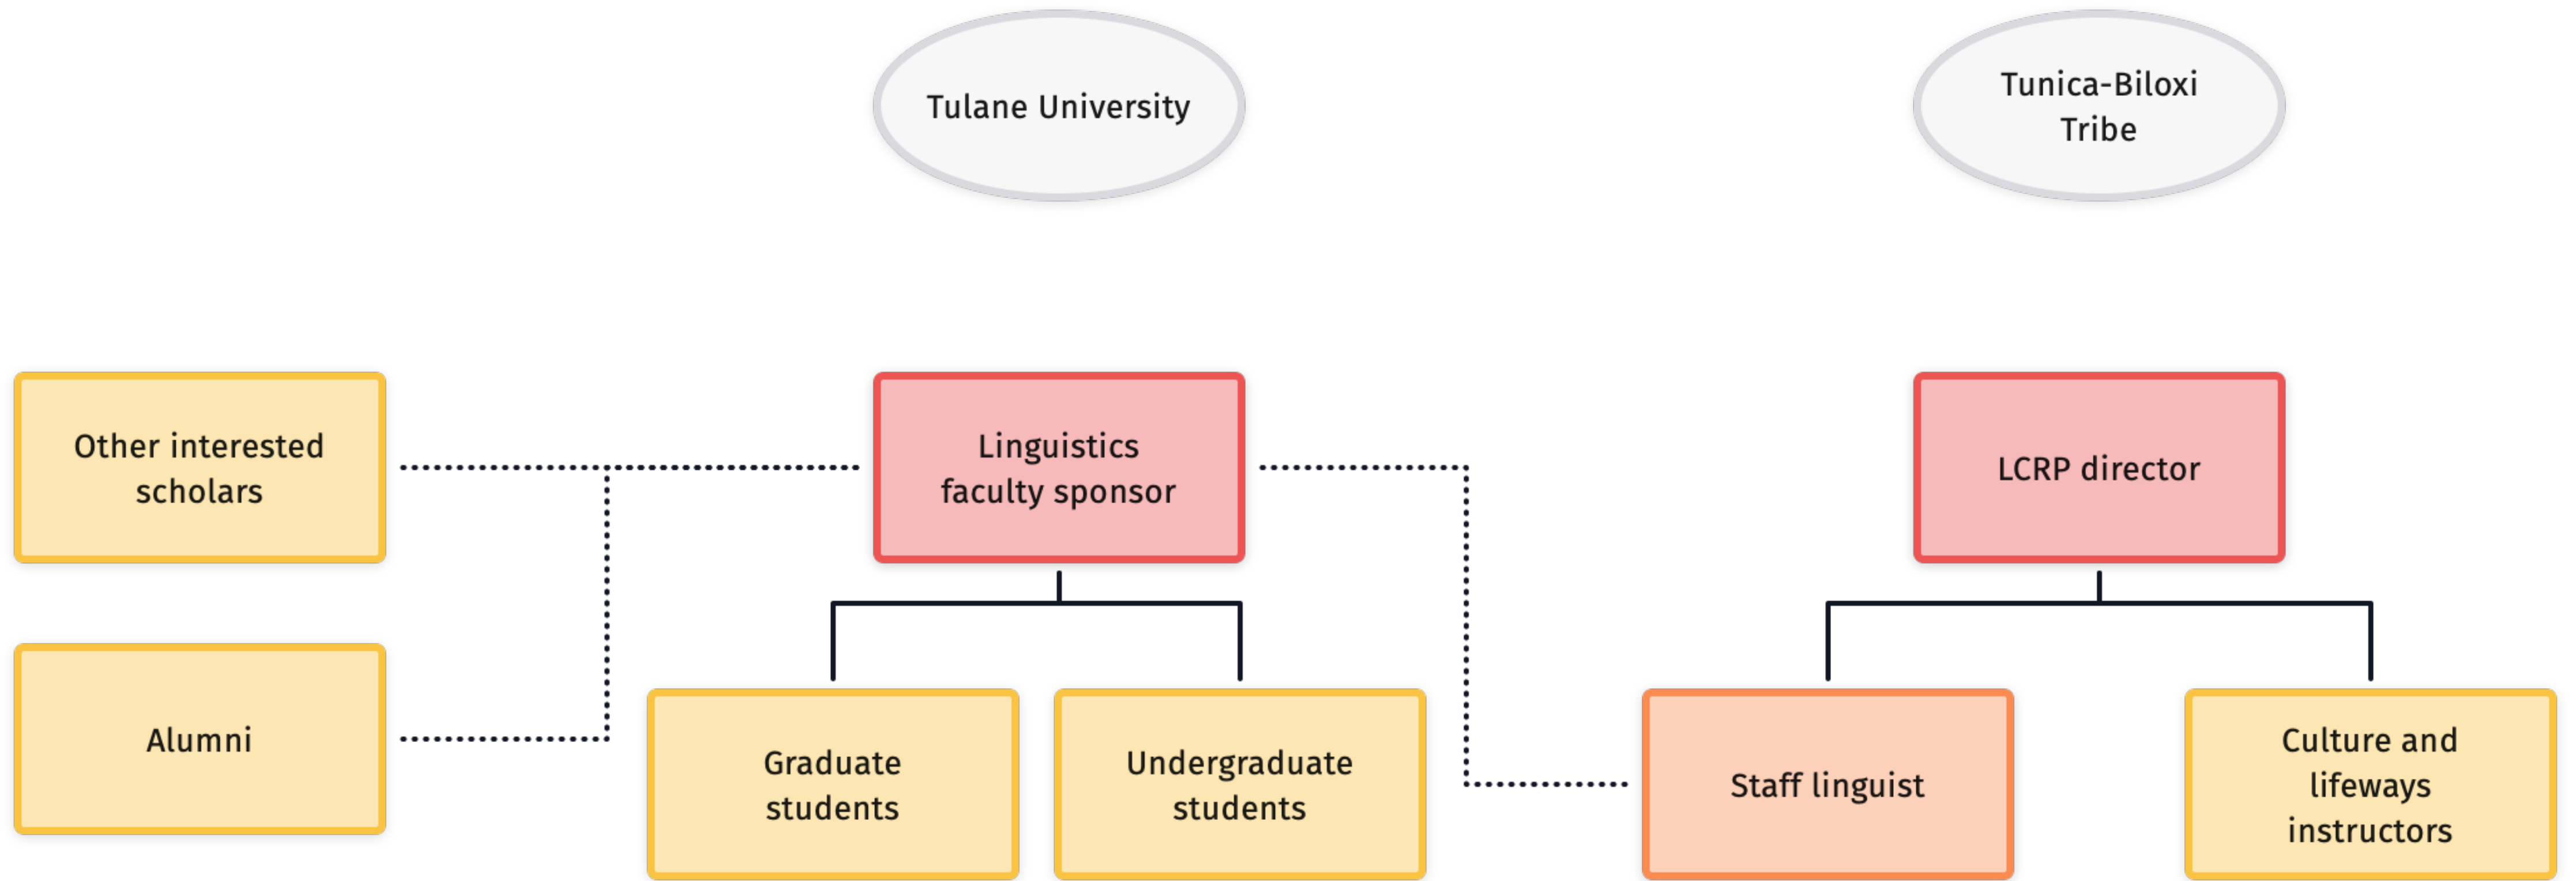 Tulane University
Tunica-Biloxi
Tribe
Other interested
scholars
Linguistics
faculty sponsor
LCRP director
Alumni
Graduate
students
Undergraduate
students
Staff linguist
Culture and
lifeways
instructors